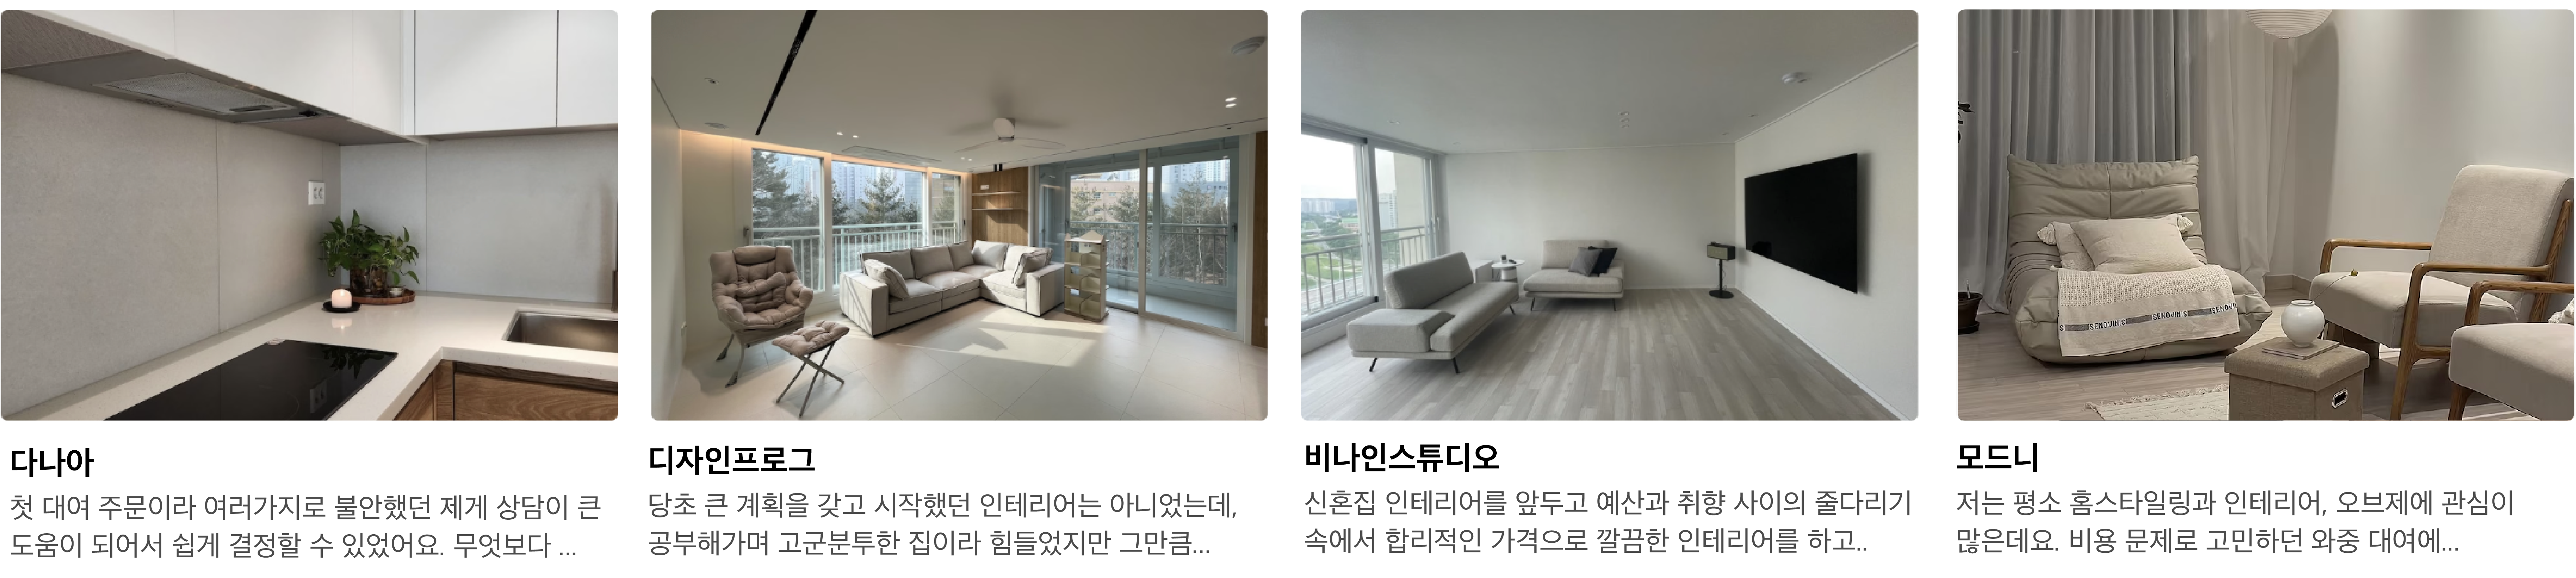 SENOVINIS
SENOVINIS
다나아
첫 대여 주문이라 여러가지로 불안했던 제게 상담이 큰
도움이 되어서 쉽게 결정할 수 있었어요. 무엇보다 ...
디자인프로그
당초 큰 계획을 갖고 시작했던 인테리어는 아니었는데,
공부해가며 고군분투한 집이라 힘들었지만 그만큼...
비나인스튜디오
신혼집 인테리어를 앞두고 예산과 취향 사이의 줄다리기
속에서 합리적인 가격으로 깔끔한 인테리어를 하고..
모드니
저는 평소 홈스타일링과 인테리어, 오브제에 관심이
많은데요. 비용 문제로 고민하던 와중 대여에...